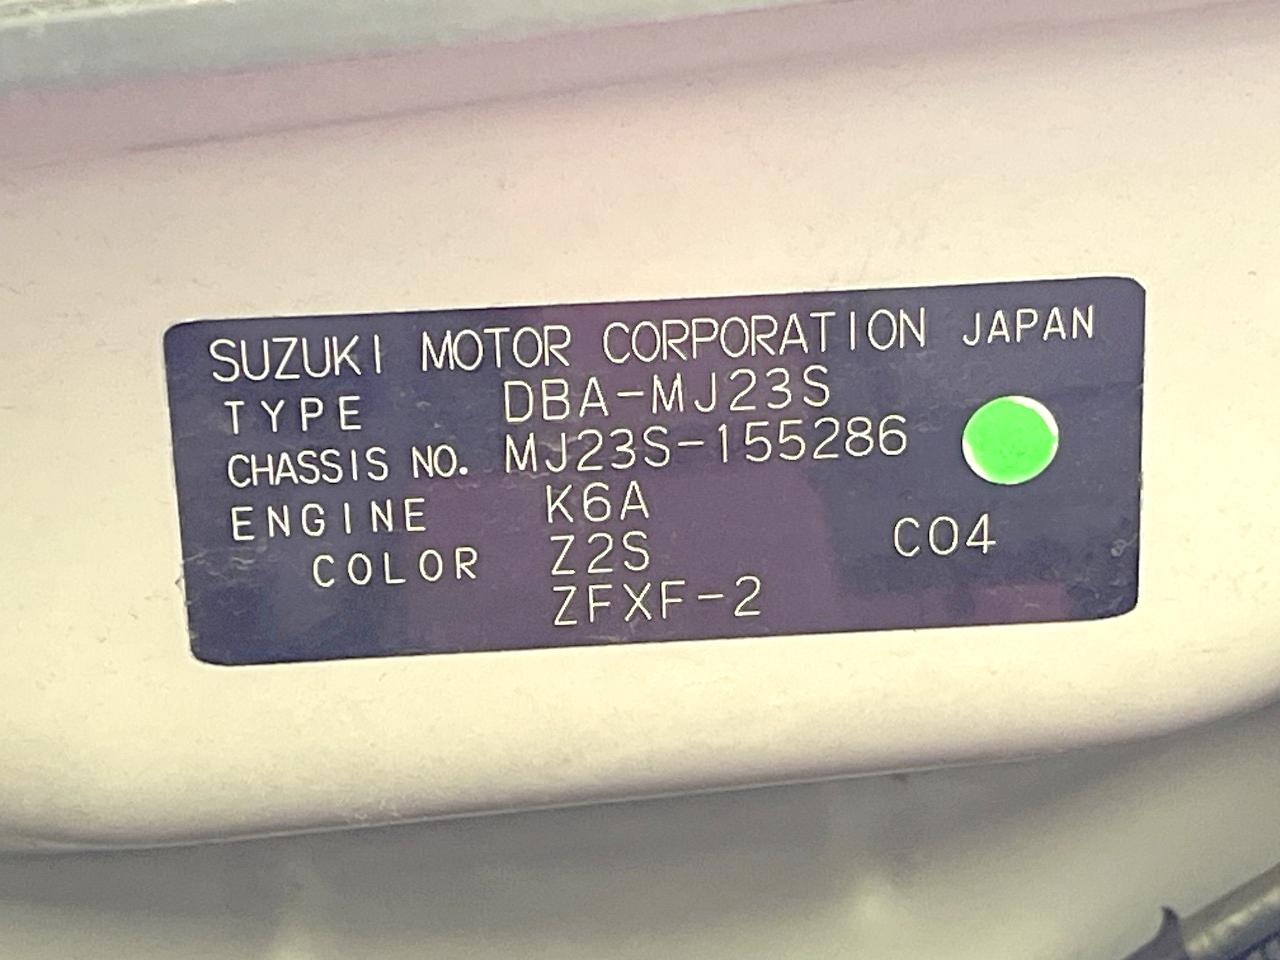 SUZUKI MOTOR CORPORATION JAPAN
TYPE DBA-MJ23S
CHASSIS NO. MJ23S-155286
ENGINE K6A
COLOR Z2S C04
ZFXF-2